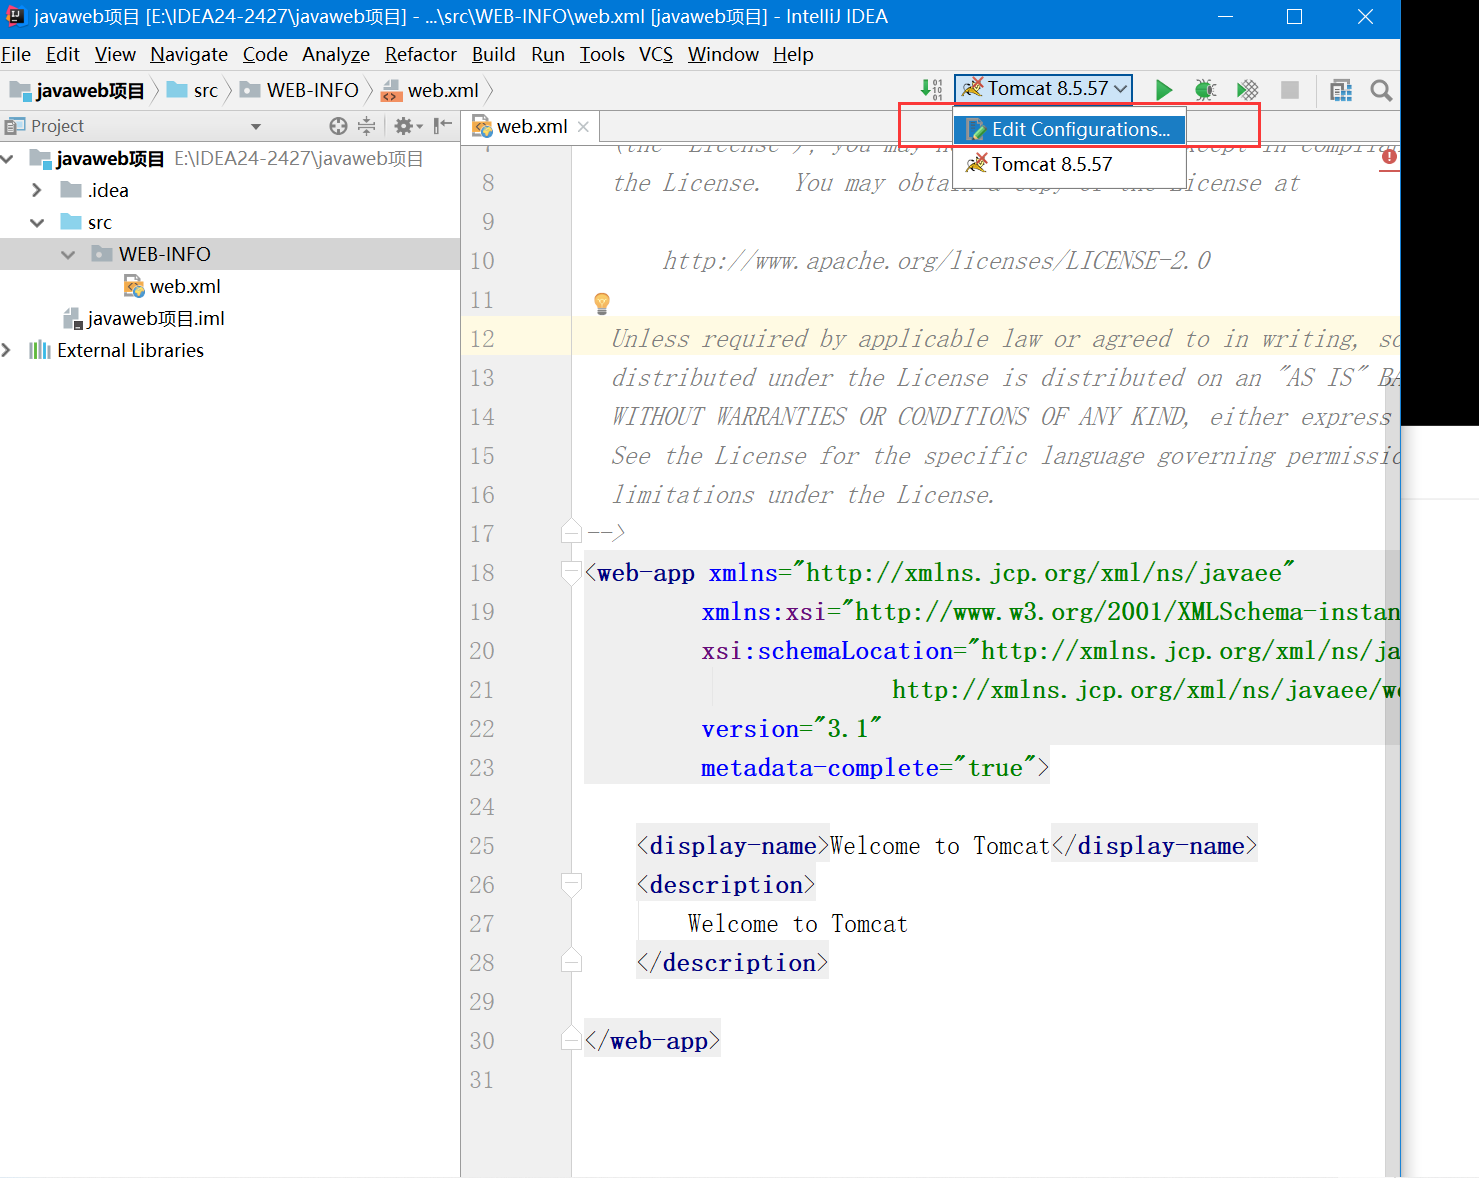 javaweb项目 [E:\IDEA24-2427\javaweb项目] - ...\src\WEB-INFO\web.xml [javaweb项目] - IntelliJ IDEA
File Edit View Navigate Code Analyze Refactor Build Run Tools VCS Window Help
javaweb项目 src WEB-INFO web.xml Tomcat 8.5.57
Project
web.xml
Edit Configurations...
Tomcat 8.5.57
javaweb项目 E:\IDEA24-2427\javaweb项目
.idea
src
WEB-INFO
web.xml
javaweb项目.iml
External Libraries
8 the License. You may obtain a copy of the License at
9
10 http://www.apache.org/licenses/LICENSE-2.0
11
12 Unless required by applicable law or agreed to in writing, so
13 distributed under the License is distributed on an "AS IS" BA
14 WITHOUT WARRANTIES OR CONDITIONS OF ANY KIND, either express
15 See the License for the specific language governing permissio
16 limitations under the License.
17 -->
18 <web-app xmlns="http://xmlns.jcp.org/xml/ns/javaee"
19 xmlns:xsi="http://www.w3.org/2001/XMLSchema-instan
20 xsi:schemaLocation="http://xmlns.jcp.org/xml/ns/ja
21 http://xmlns.jcp.org/xml/ns/javaee/we
22 version="3.1"
23 metadata-complete="true">
24
25 <display-name>Welcome to Tomcat</display-name>
26 <description>
27 Welcome to Tomcat
28 </description>
29
30 </web-app>
31